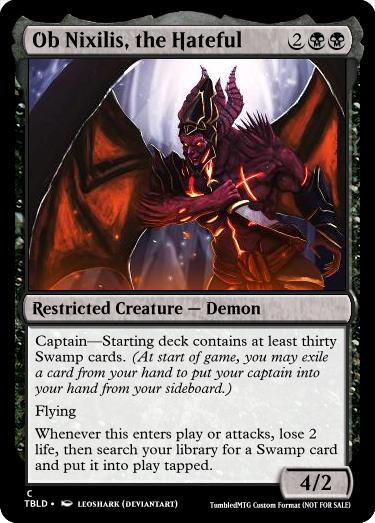 Ob Nixilis, the Hateful 2
Restricted Creature — Demon
Captain—Starting deck contains at least thirty
Swamp cards. (At start of game, you may exile
a card from your hand to put your captain into
your hand from your sideboard.)
Flying
Whenever this enters play or attacks, lose 2
life, then search your library for a Swamp card
and put it into play tapped.
4/2
C
TBLD • LEOSHARK (DEVIANTART)
TumbledMTG Custom Format (NOT FOR SALE)